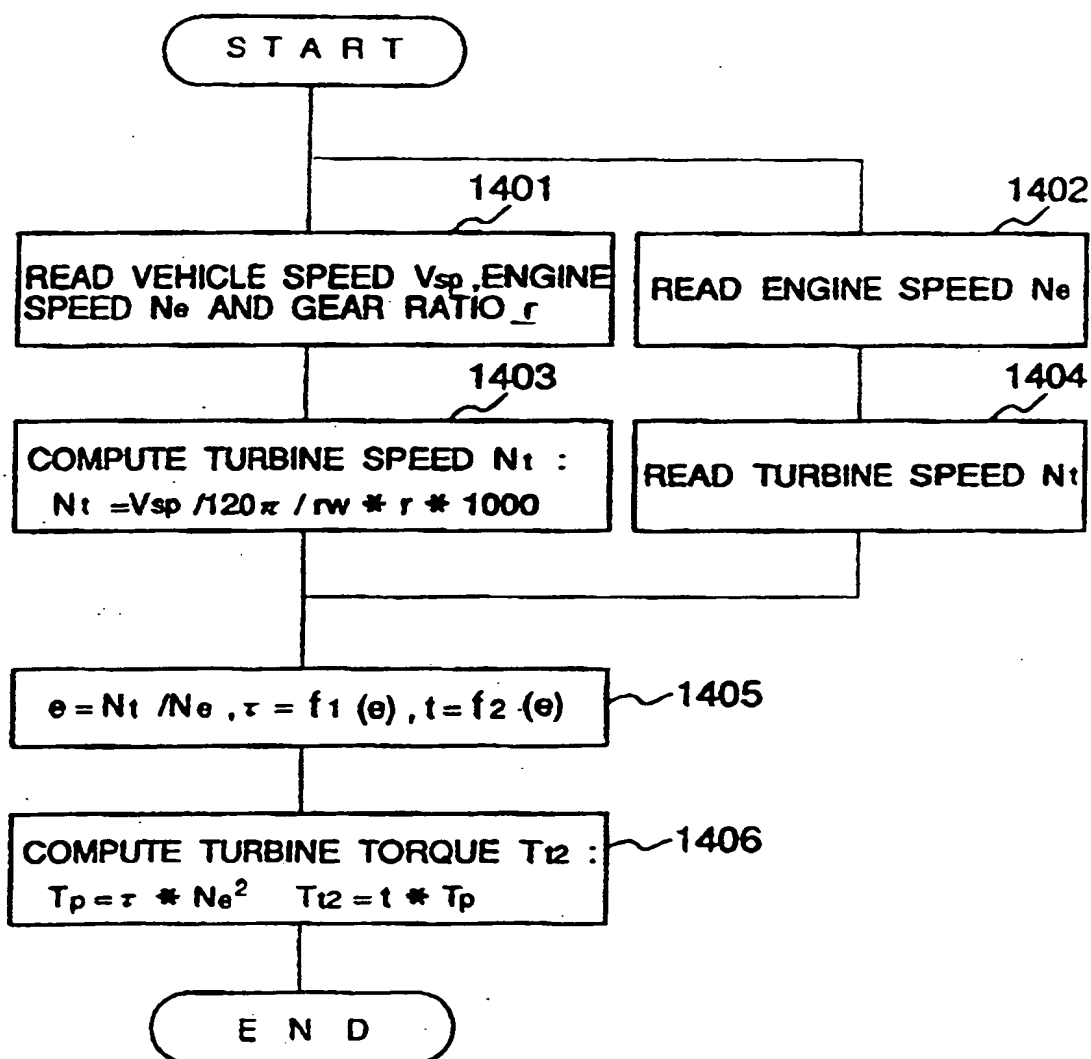 START
1401
1402
READ VEHICLE SPEED Vsp, ENGINE
SPEED Ne AND GEAR RATIO r
READ ENGINE SPEED Ne
1403
1404
COMPUTE TURBINE SPEED Nt :
Nt = Vsp /120π / rw * r * 1000
READ TURBINE SPEED Nt
e = Nt /Ne , τ = f1 (e) , t = f2 (e)
1405
COMPUTE TURBINE TORQUE Tt2 :
Tp = τ * Ne² Tt2 = t * Tp
1406
END